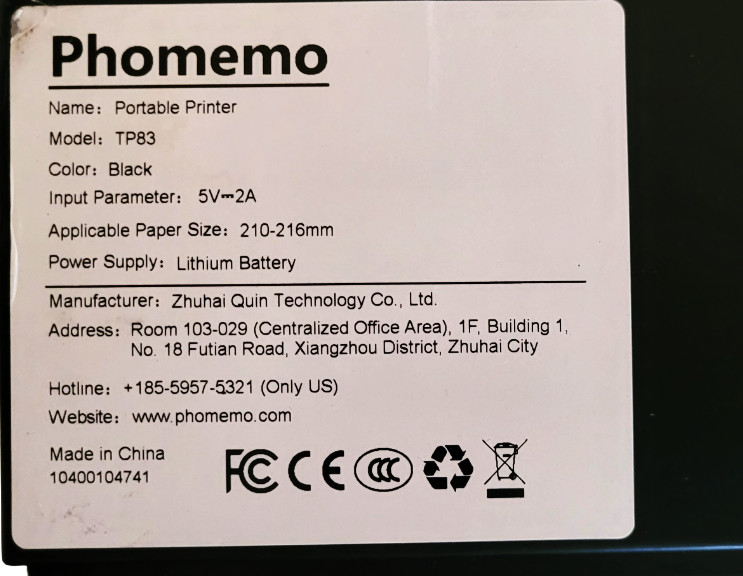 Phomemo
Name: Portable Printer
Model: TP83
Color: Black
Input Parameter: 5V⎓2A
Applicable Paper Size: 210-216mm
Power Supply: Lithium Battery
Manufacturer: Zhuhai Quin Technology Co., Ltd.
Address: Room 103-029 (Centralized Office Area), 1F, Building 1,
No. 18 Futian Road, Xiangzhou District, Zhuhai City
Hotline: +185-5957-5321 (Only US)
Website: www.phomemo.com
Made in China
10400104741
FC CE CCC